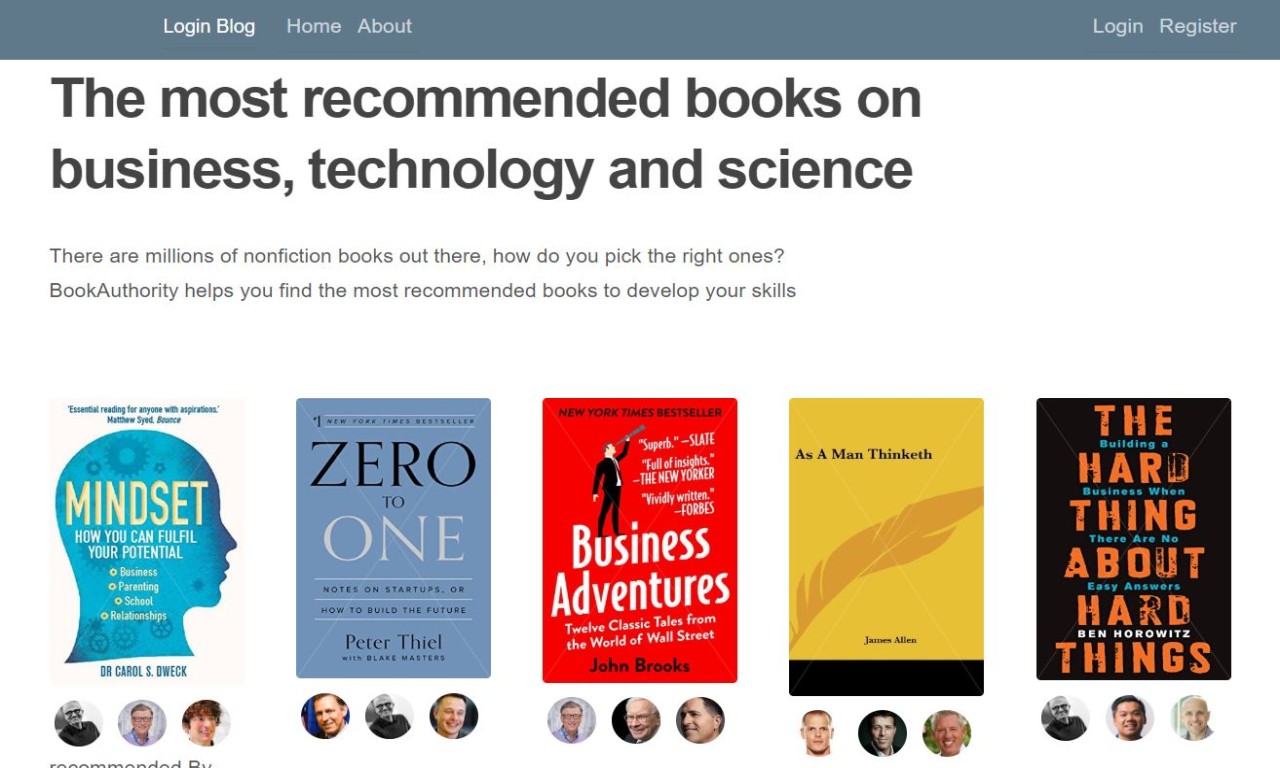 Login Blog Home About Login Register
The most recommended books on
business, technology and science
There are millions of nonfiction books out there, how do you pick the right ones?
BookAuthority helps you find the most recommended books to develop your skills
'Essential reading for anyone with aspirations.'
Matthew Syed, Bounce
MINDSET
HOW YOU CAN FULFIL
YOUR POTENTIAL
Business
Parenting
School
Relationships
DR CAROL S. DWECK
#1 NEW YORK TIMES BESTSELLER
ZERO
TO
ONE
NOTES ON STARTUPS, OR
HOW TO BUILD THE FUTURE
Peter Thiel
with BLAKE MASTERS
NEW YORK TIMES BESTSELLER
"Superb." —SLATE
"Full of insights."
—THE NEW YORKER
"Vividly written."
—FORBES
Business
Adventures
Twelve Classic Tales from
the World of Wall Street
John Brooks
As A Man Thinketh
James Allen
THE
Building a
HARD
Business When
THING
There Are No
ABOUT
Easy Answers
HARD
BEN HOROWITZ
THINGS
recommended By